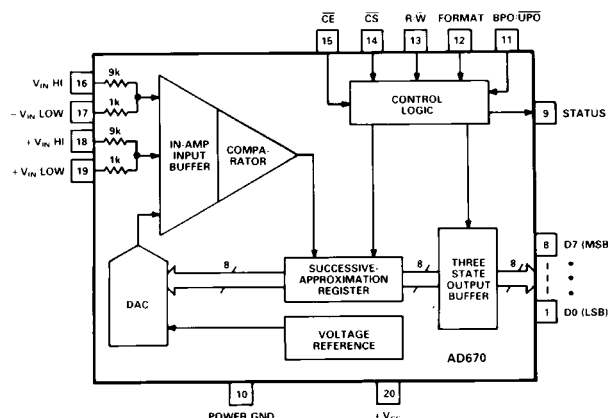 CE CS R/W FORMAT BPO/UPO
15 14 13 12 11
VIN HI 16 9k
– VIN LOW 17 1k
+ VIN HI 18 9k
+ VIN LOW 19 1k
IN-AMP
INPUT
BUFFER
COMPA-
RATOR
CONTROL
LOGIC
9 STATUS
DAC
8
SUCCESSIVE-
APPROXIMATION
REGISTER
8
THREE
STATE
OUTPUT
BUFFER
8
8 D7 (MSB)
1 D0 (LSB)
VOLTAGE
REFERENCE
AD670
10
POWER GND
20
+ VCC